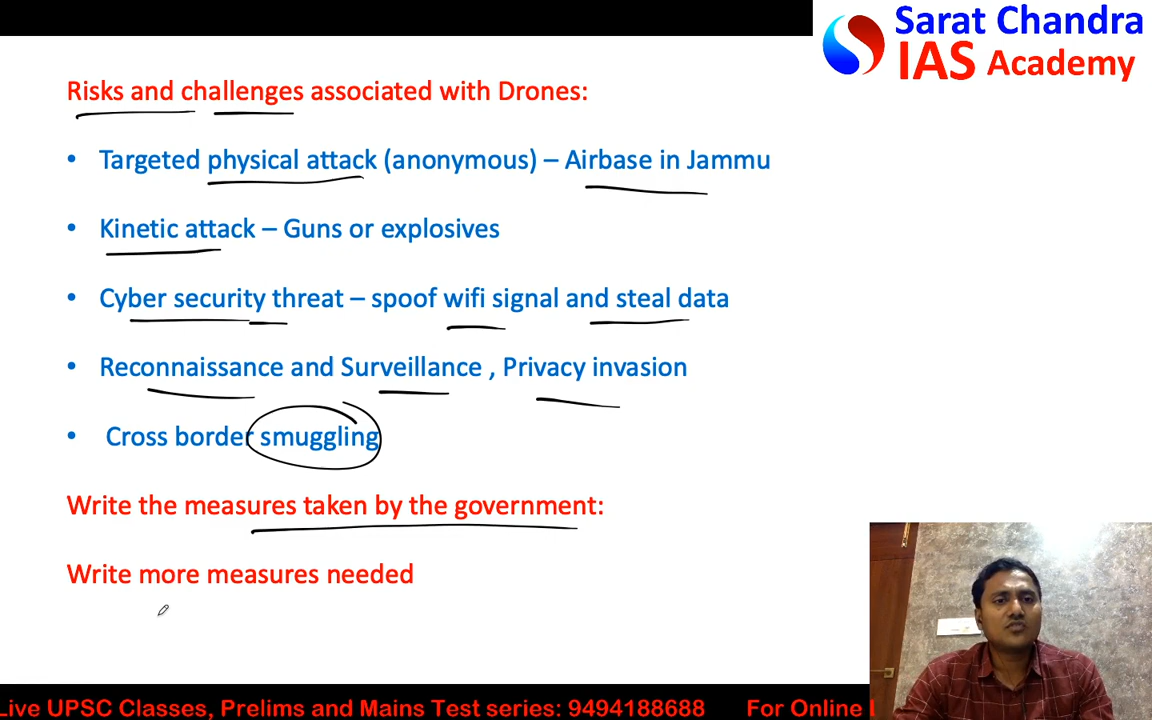 Sarat Chandra
IAS Academy
Risks and challenges associated with Drones:
• Targeted physical attack (anonymous) – Airbase in Jammu
• Kinetic attack – Guns or explosives
• Cyber security threat – spoof wifi signal and steal data
• Reconnaissance and Surveillance , Privacy invasion
• Cross border smuggling
Write the measures taken by the government:
Write more measures needed
Live UPSC Classes, Prelims and Mains Test series: 9494188688 For Online